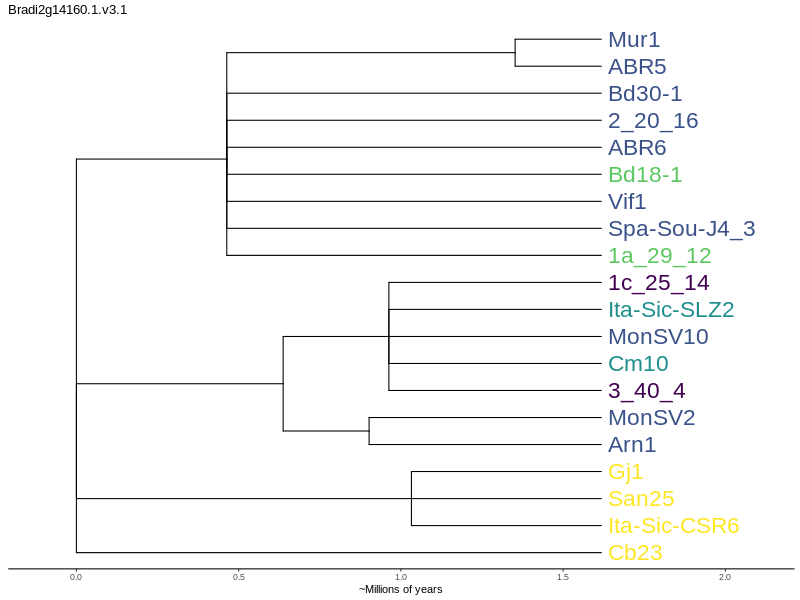 Bradi2g14160.1.v3.1
Mur1
ABR5
Bd30-1
2_20_16
ABR6
Bd18-1
Vif1
Spa-Sou-J4_3
1a_29_12
1c_25_14
Ita-Sic-SLZ2
MonSV10
Cm10
3_40_4
MonSV2
Arn1
Gj1
San25
Ita-Sic-CSR6
Cb23
0.0 0.5 1.0 1.5 2.0
~Millions of years